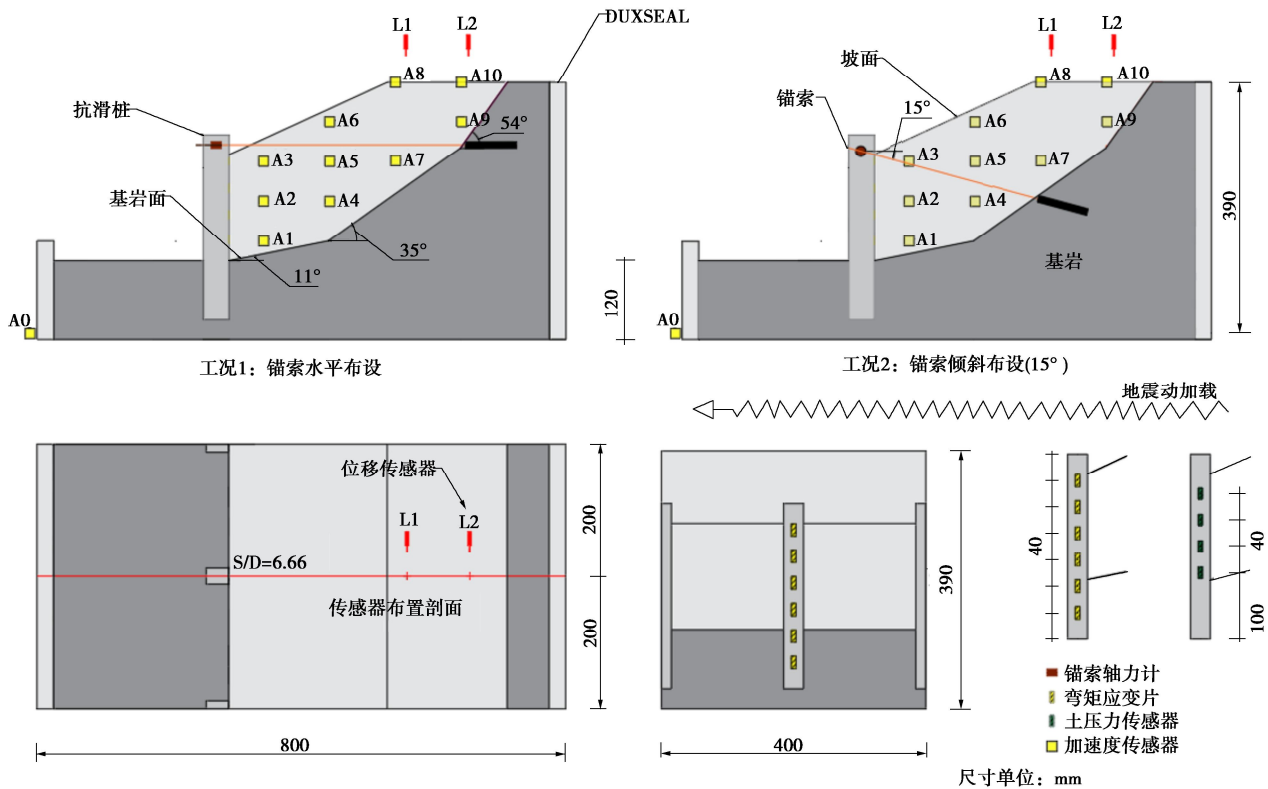 L1
L2
DUXSEAL
A8
A10
抗滑桩
A6
A9
54°
A3
A5
A7
基岩面
A2
A4
A1
35°
11°
120
A0
工况1：锚索水平布设
L1
L2
坡面
A8
A10
锚索
15°
A6
A9
A3
A5
A7
A2
A4
390
A1
基岩
A0
工况2：锚索倾斜布设(15°)
地震动加载
位移传感器
L1
L2
200
S/D=6.66
传感器布置剖面
200
800
390
400
40
40
100
锚索轴力计
弯矩应变片
土压力传感器
加速度传感器
尺寸单位：mm